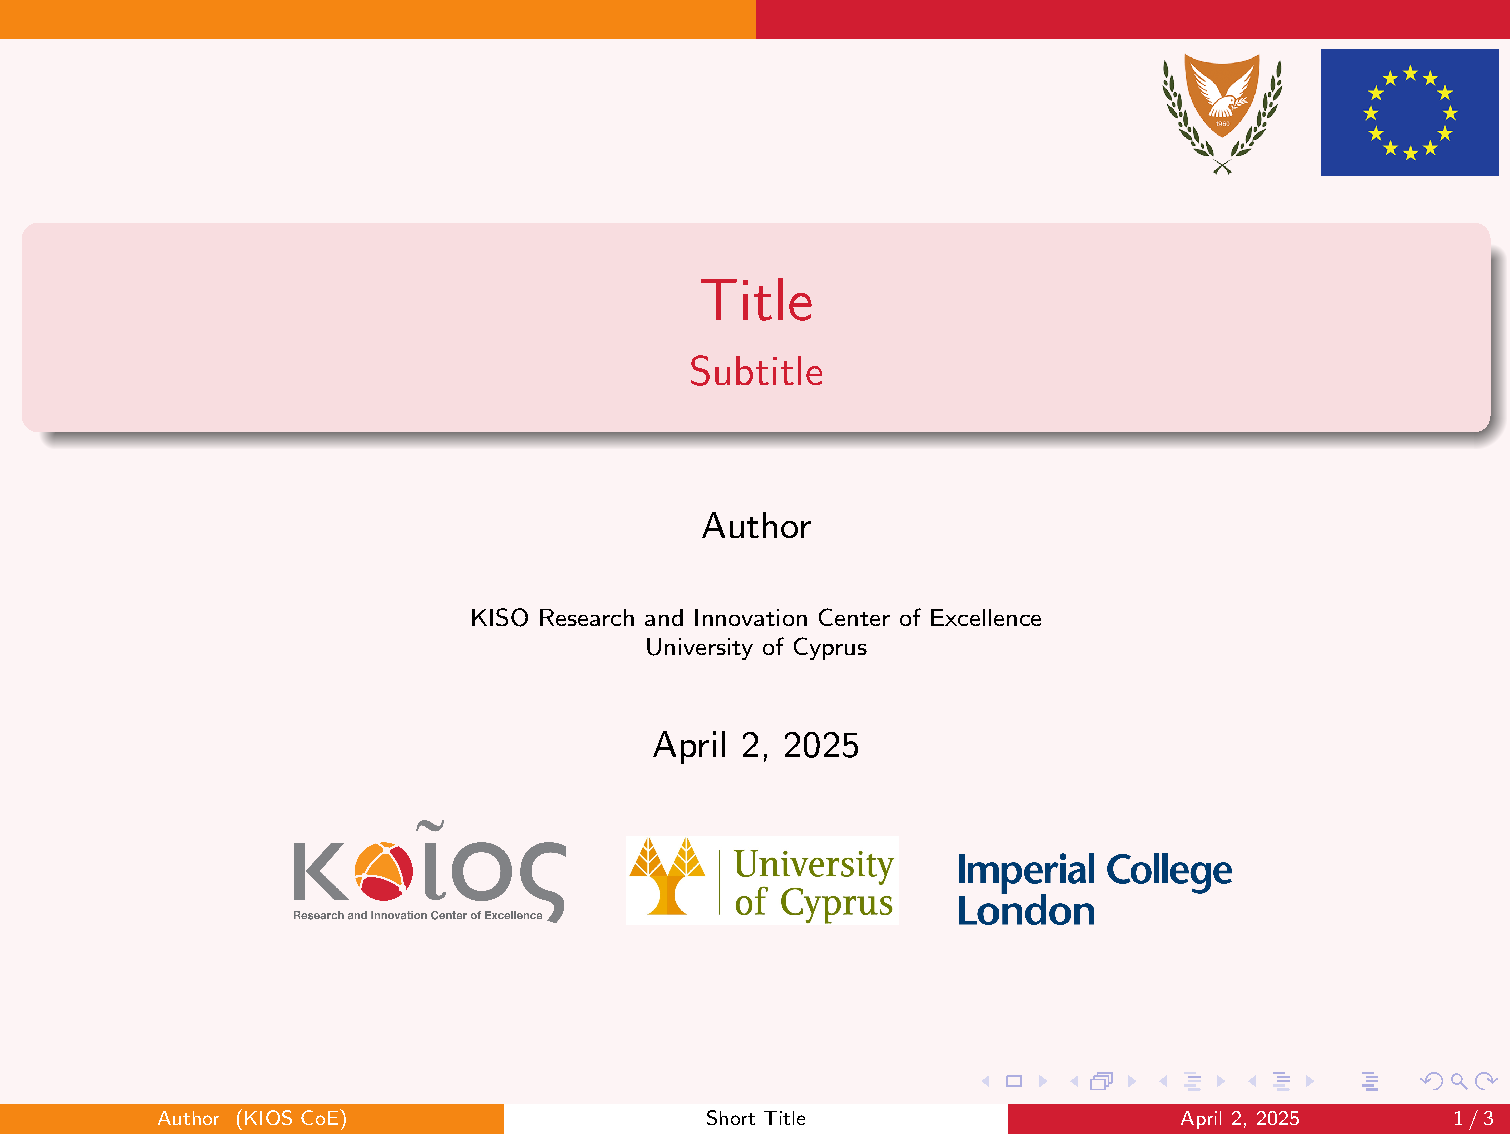 1960
Title
Subtitle
Author
KISO Research and Innovation Center of Excellence
University of Cyprus
April 2, 2025
κοῖος
Research and Innovation Center of Excellence
University
of Cyprus
Imperial College
London
Author (KIOS CoE)
Short Title
April 2, 2025
1 / 3